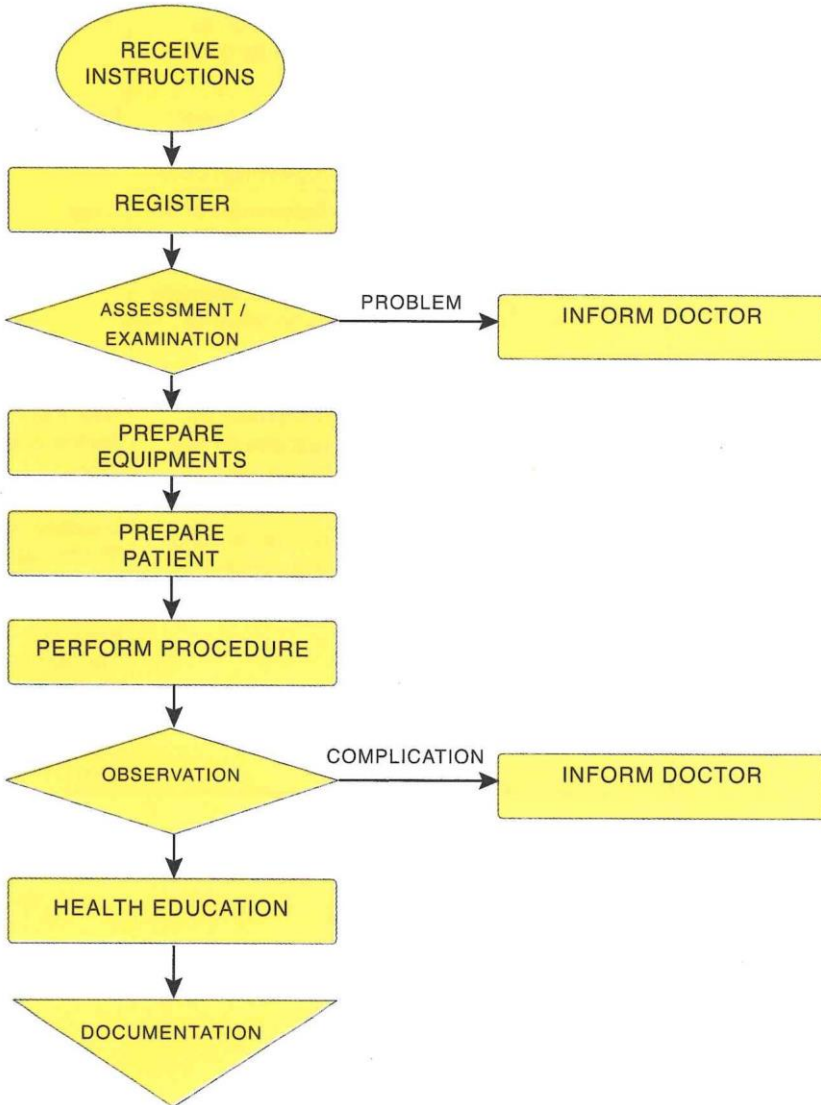 RECEIVE
INSTRUCTIONS
REGISTER
ASSESSMENT /
EXAMINATION
PROBLEM
INFORM DOCTOR
PREPARE
EQUIPMENTS
PREPARE
PATIENT
PERFORM PROCEDURE
OBSERVATION
COMPLICATION
INFORM DOCTOR
HEALTH EDUCATION
DOCUMENTATION